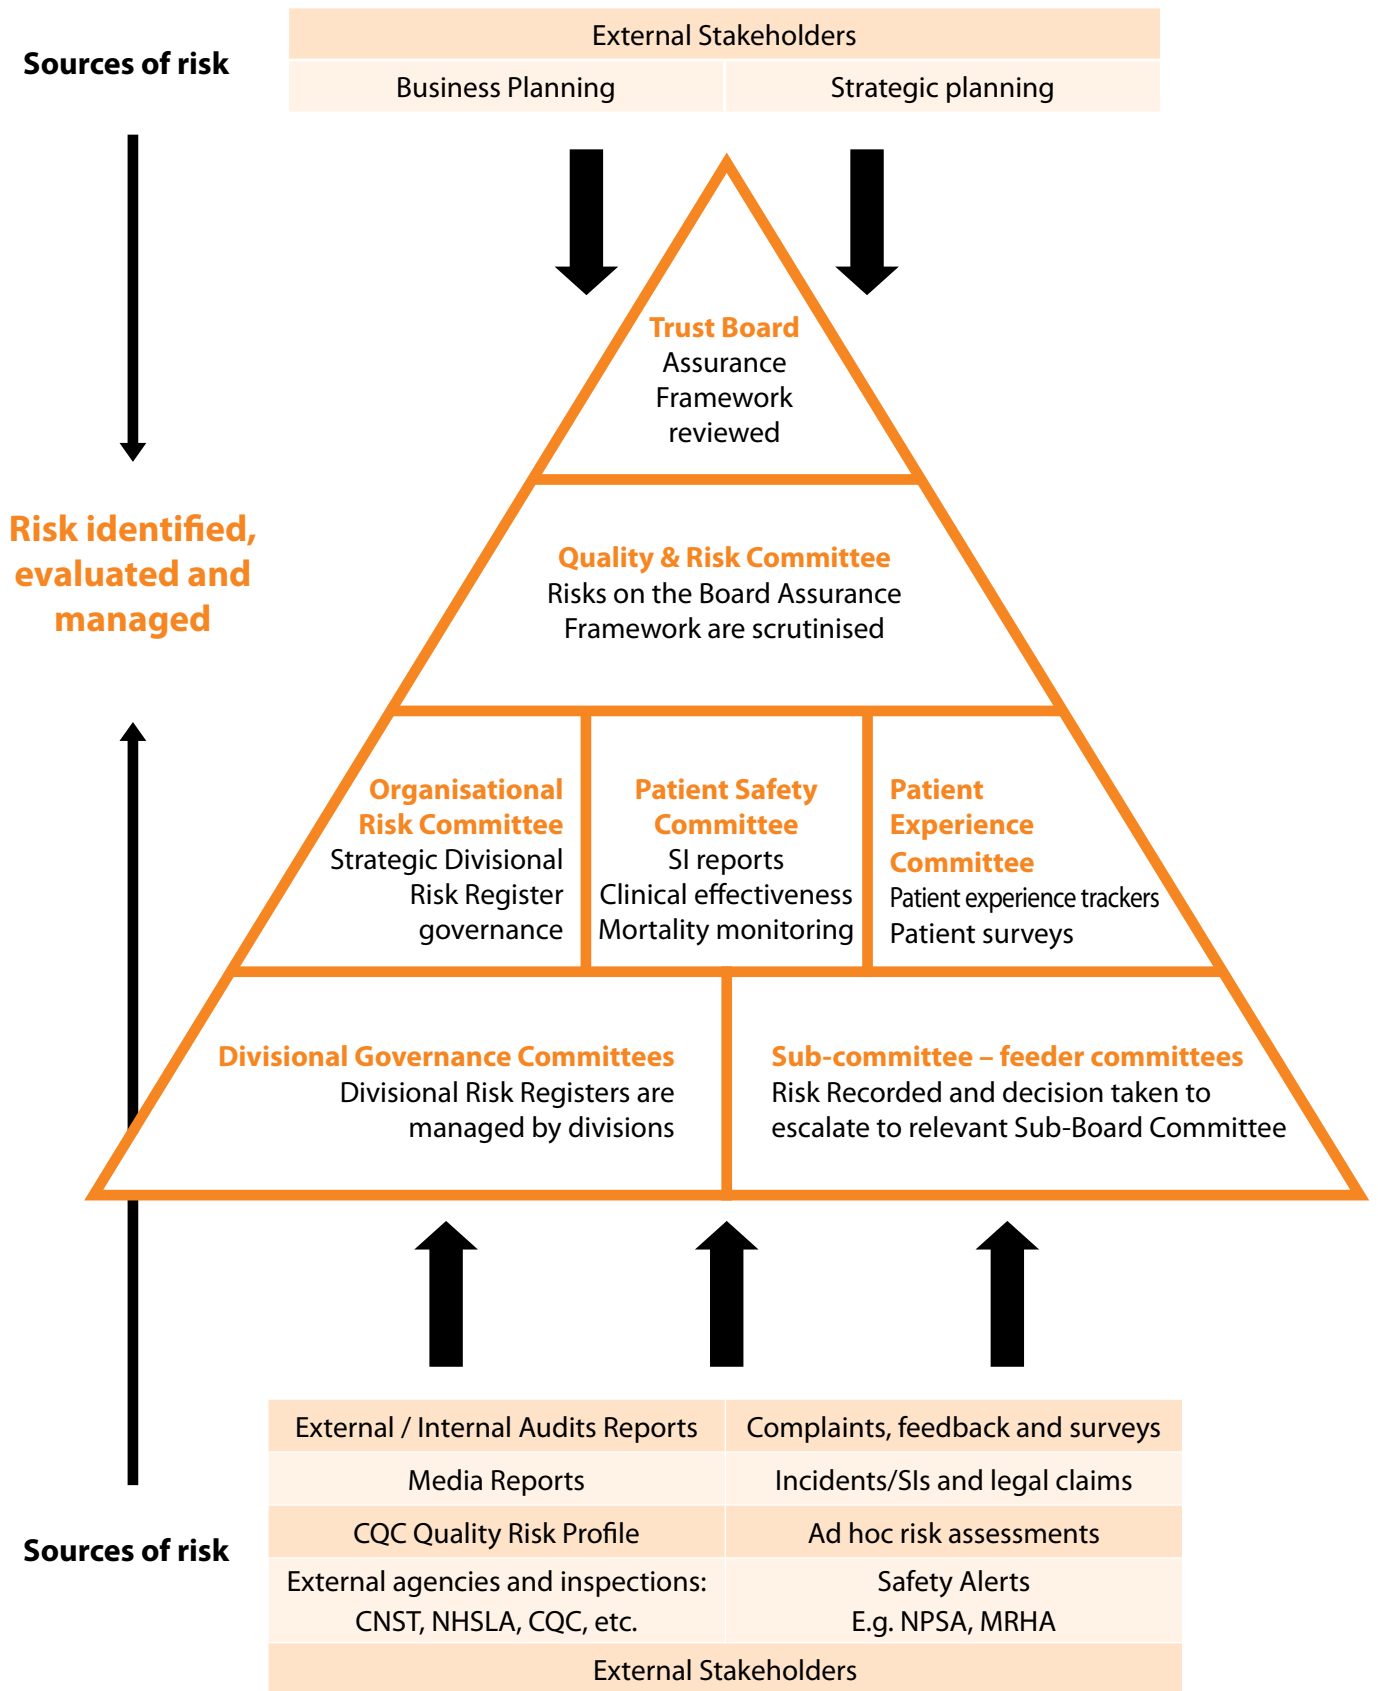 External Stakeholders
Sources of risk
Business Planning
Strategic planning
Trust Board
Assurance
Framework
reviewed
Risk identified,
evaluated and
managed
Quality & Risk Committee
Risks on the Board Assurance
Framework are scrutinised
Organisational
Risk Committee
Strategic Divisional
Risk Register
governance
Patient Safety
Committee
SI reports
Clinical effectiveness
Mortality monitoring
Patient
Experience
Committee
Patient experience trackers
Patient surveys
Divisional Governance Committees
Divisional Risk Registers are
managed by divisions
Sub-committee – feeder committees
Risk Recorded and decision taken to
escalate to relevant Sub-Board Committee
External / Internal Audits Reports
Complaints, feedback and surveys
Media Reports
Incidents/SIs and legal claims
Sources of risk
CQC Quality Risk Profile
Ad hoc risk assessments
External agencies and inspections:
CNST, NHSLA, CQC, etc.
Safety Alerts
E.g. NPSA, MRHA
External Stakeholders